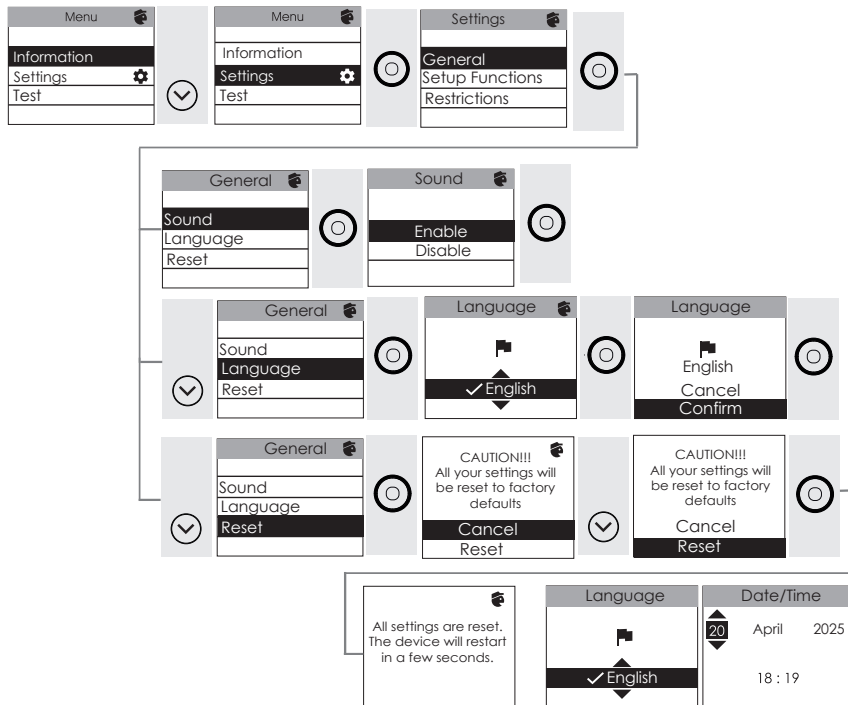 Menu
Information
Settings
Test
Menu
Information
Settings
Test
Settings
General
Setup Functions
Restrictions
General
Sound
Language
Reset
Sound
Enable
Disable
General
Sound
Language
Reset
Language
English
Language
English
Cancel
Confirm
General
Sound
Language
Reset
CAUTION!!!
All your settings will
be reset to factory
defaults
Cancel
Reset
CAUTION!!!
All your settings will
be reset to factory
defaults
Cancel
Reset
All settings are reset.
The device will restart
in a few seconds.
Language
English
Date/Time
20 April 2025
18 : 19